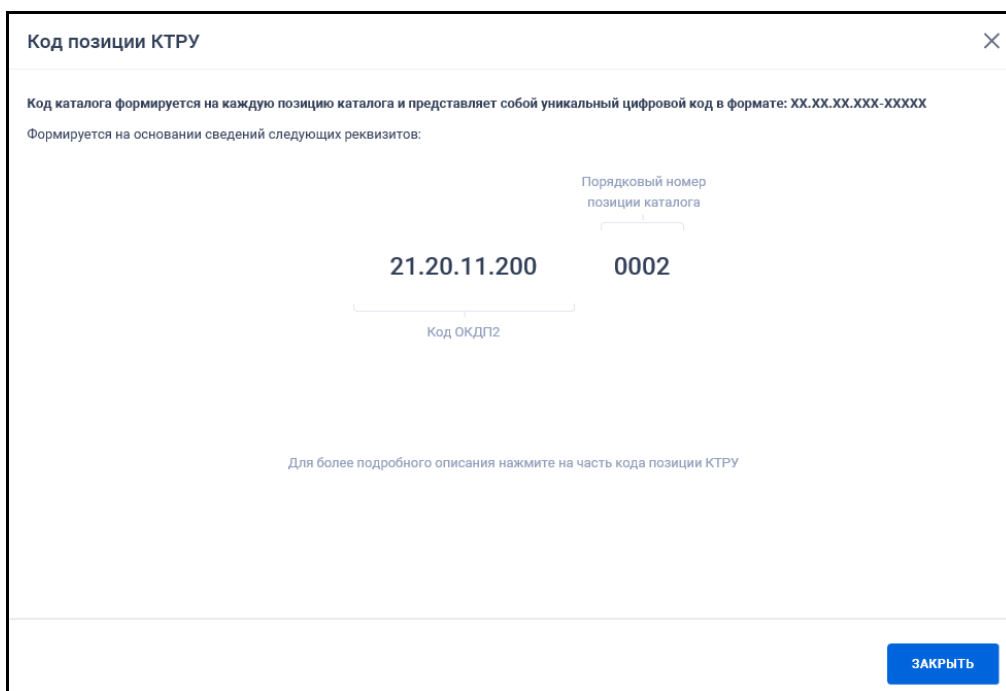 Код позиции КТРУ
Код каталога формируется на каждую позицию каталога и представляет собой уникальный цифровой код в формате: XX.XX.XX.XXX-XXXXX
Формируется на основании сведений следующих реквизитов:
Порядковый номер
позиции каталога
21.20.11.200 0002
Код ОКДП2
Для более подробного описания нажмите на часть кода позиции КТРУ
ЗАКРЫТЬ